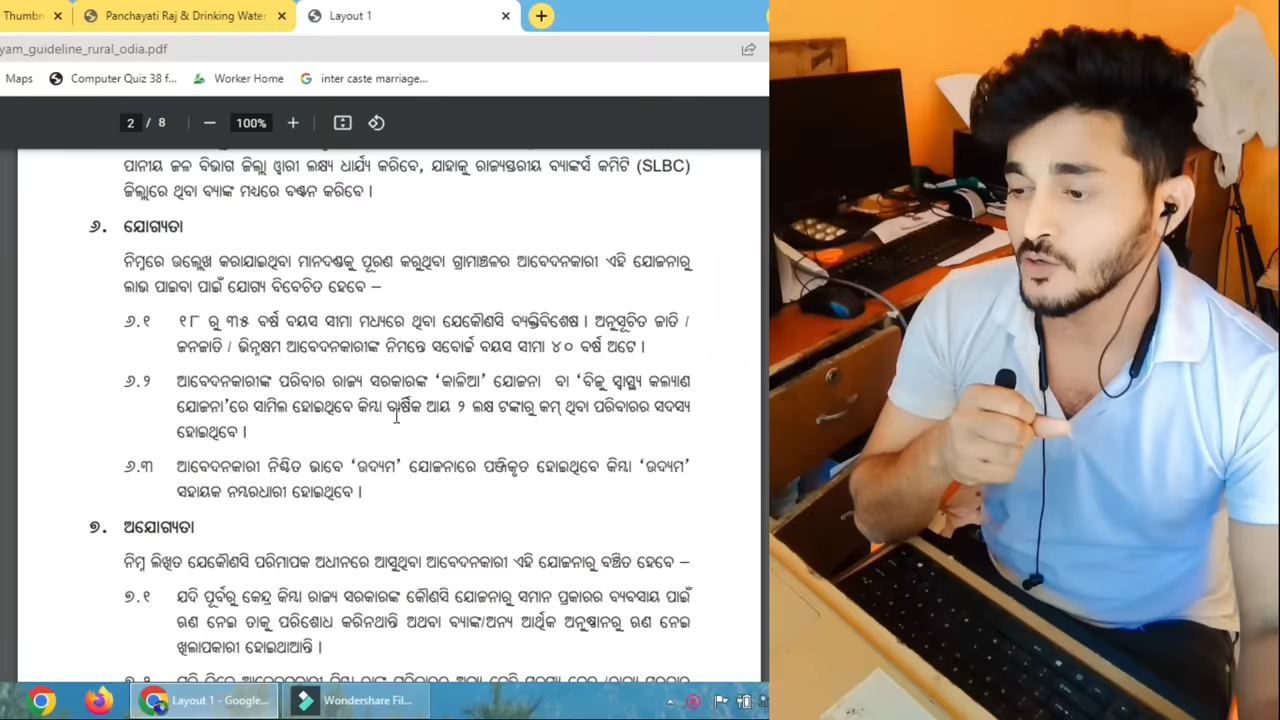 Thumbr
Panchayati Raj & Drinking Water
Layout 1
yam_guideline_rural_odia.pdf
Maps
Computer Quiz 38 f...
Worker Home
inter caste marriage...
2 / 8
100%
ପାନୀୟ ଜଳ ବିଭାଗ ଜିଲ୍ଲା ୱାରୀ ଲକ୍ଷ୍ୟ ଧାର୍ଯ୍ୟ କରିବେ, ଯାହାକୁ ରାଜ୍ୟସ୍ତରୀୟ ବ୍ୟାଙ୍କର୍ସ କମିଟି (SLBC)
ଜିଲ୍ଲାରେ ଥିବା ବ୍ୟାଙ୍କ ମଧ୍ୟରେ ବଣ୍ଟନ କରିବେ ।
୬. ଯୋଗ୍ୟତା
ନିମ୍ନରେ ଉଲ୍ଲେଖ କରାଯାଇଥିବା ମାନଦଣ୍ଡକୁ ପୂରଣ କରୁଥିବା ଗ୍ରାମାଞ୍ଚଳର ଆବେଦନକାରୀ ଏହି ଯୋଜନାରୁ
ଲାଭ ପାଇବା ପାଇଁ ଯୋଗ୍ୟ ବିବେଚିତ ହେବେ –
୬.୧ ୧୮ ରୁ ୩୫ ବର୍ଷ ବୟସ ସୀମା ମଧ୍ୟରେ ଥିବା ଯେକୌଣସି ବ୍ୟକ୍ତିବିଶେଷ । ଅନୁସୂଚିତ ଜାତି /
ଜନଜାତି / ଭିନ୍ନକ୍ଷମ ଆବେଦନକାରୀଙ୍କ ନିମନ୍ତେ ସବୋର୍ଚ୍ଚ ବୟସ ସୀମା ୪୦ ବର୍ଷ ଅଟେ ।
୬.୨ ଆବେଦନକାରୀଙ୍କ ପରିବାର ରାଜ୍ୟ ସରକାରଙ୍କ ‘କାଳିଆ’ ଯୋଜନା ବା ‘ବିଜୁ ସ୍ୱାସ୍ଥ୍ୟ କଲ୍ୟାଣ
ଯୋଜନା’ରେ ସାମିଲ ହୋଇଥିବେ କିମ୍ବା ବାର୍ଷିକ ଆୟ ୨ ଲକ୍ଷ ଟଙ୍କାରୁ କମ୍ ଥିବା ପରିବାରର ସଦସ୍ୟ
ହୋଇଥିବେ ।
୬.୩ ଆବେଦନକାରୀ ନିଶ୍ଚିତ ଭାବେ ‘ଉଦ୍ୟମ’ ଯୋଜନାରେ ପଞ୍ଜିକୃତ ହୋଇଥିବେ କିମ୍ବା ‘ଉଦ୍ୟମ’
ସହାୟକ ନମ୍ବରଧାରୀ ହୋଇଥିବେ ।
୭. ଅଯୋଗ୍ୟତା
ନିମ୍ନ ଲିଖିତ ଯେକୌଣସି ପରିମାପକ ଅଧୀନରେ ଆସୁଥିବା ଆବେଦନକାରୀ ଏହି ଯୋଜନାରୁ ବଞ୍ଚିତ ହେବେ –
୭.୧ ଯଦି ପୂର୍ବରୁ କେନ୍ଦ୍ର କିମ୍ବା ରାଜ୍ୟ ସରକାରଙ୍କ କୌଣସି ଯୋଜନାରୁ ସମାନ ପ୍ରକାରର ବ୍ୟବସାୟ ପାଇଁ
ଋଣ ନେଇ ତାକୁ ପରିଶୋଧ କରିନଥାନ୍ତି ଅଥବା ବ୍ୟାଙ୍କ/ଅନ୍ୟ ଆର୍ଥିକ ଅନୁଷ୍ଠାନରୁ ଋଣ ନେଇ
ଖିଲାପକାରୀ ହୋଇଥାଆନ୍ତି ।
Layout 1 - Google...
Wondershare Fil...